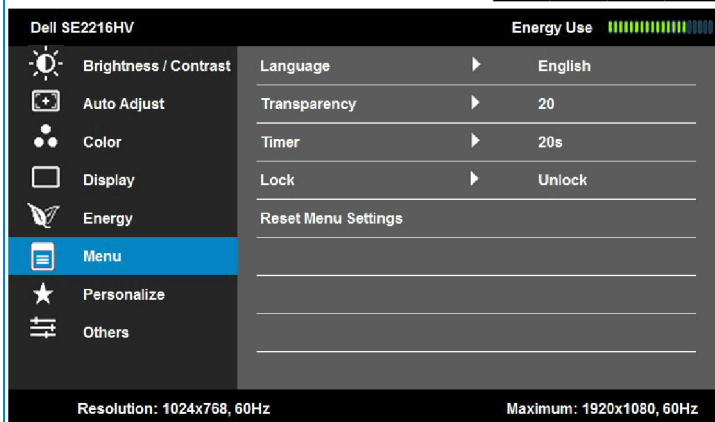 Dell SE2216HV Energy Use
Brightness / Contrast Language English
Auto Adjust Transparency 20
Color Timer 20s
Display Lock Unlock
Energy Reset Menu Settings
Menu
Personalize
Others
Resolution: 1024x768, 60Hz Maximum: 1920x1080, 60Hz